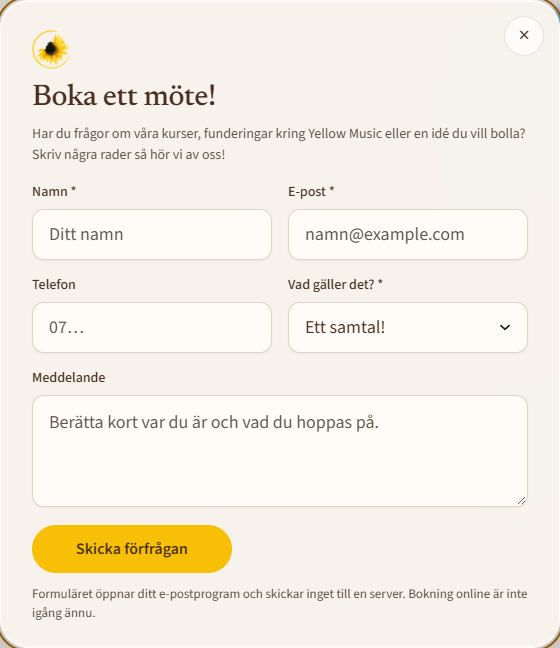 ×
Boka ett möte!
Har du frågor om våra kurser, funderingar kring Yellow Music eller en idé du vill bolla?
Skriv några rader så hör vi av oss!
Namn * E-post *
Ditt namn namn@example.com
Telefon Vad gäller det? *
07… Ett samtal!
Meddelande
Berätta kort var du är och vad du hoppas på.
Skicka förfrågan
Formuläret öppnar ditt e-postprogram och skickar inget till en server. Bokning online är inte
igång ännu.